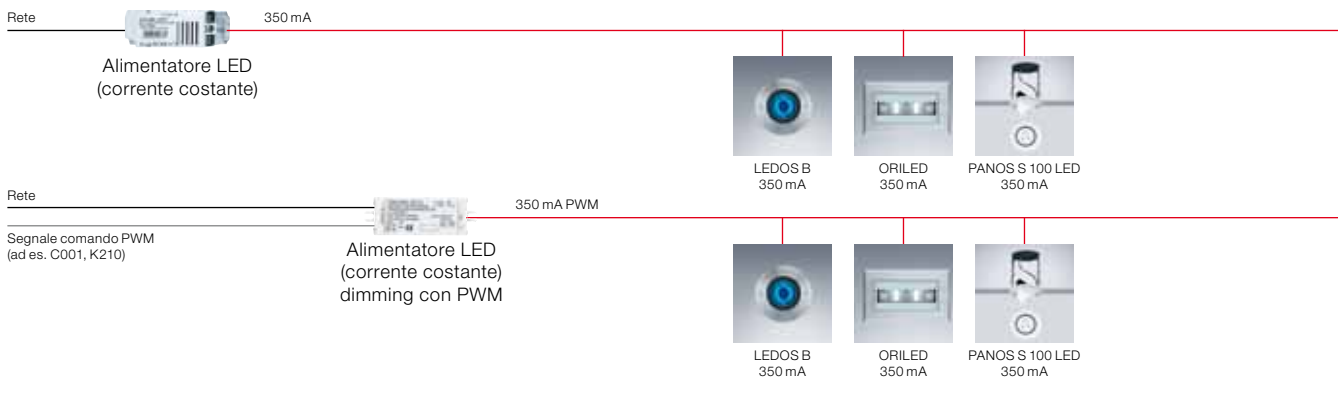 Rete
350 mA
Alimentatore LED
(corrente costante)
LEDOS B
350 mA
ORILED
350 mA
PANOS S 100 LED
350 mA
Rete
350 mA PWM
Segnale comando PWM
(ad es. C001, K210)
Alimentatore LED
(corrente costante)
dimming con PWM
LEDOS B
350 mA
ORILED
350 mA
PANOS S 100 LED
350 mA